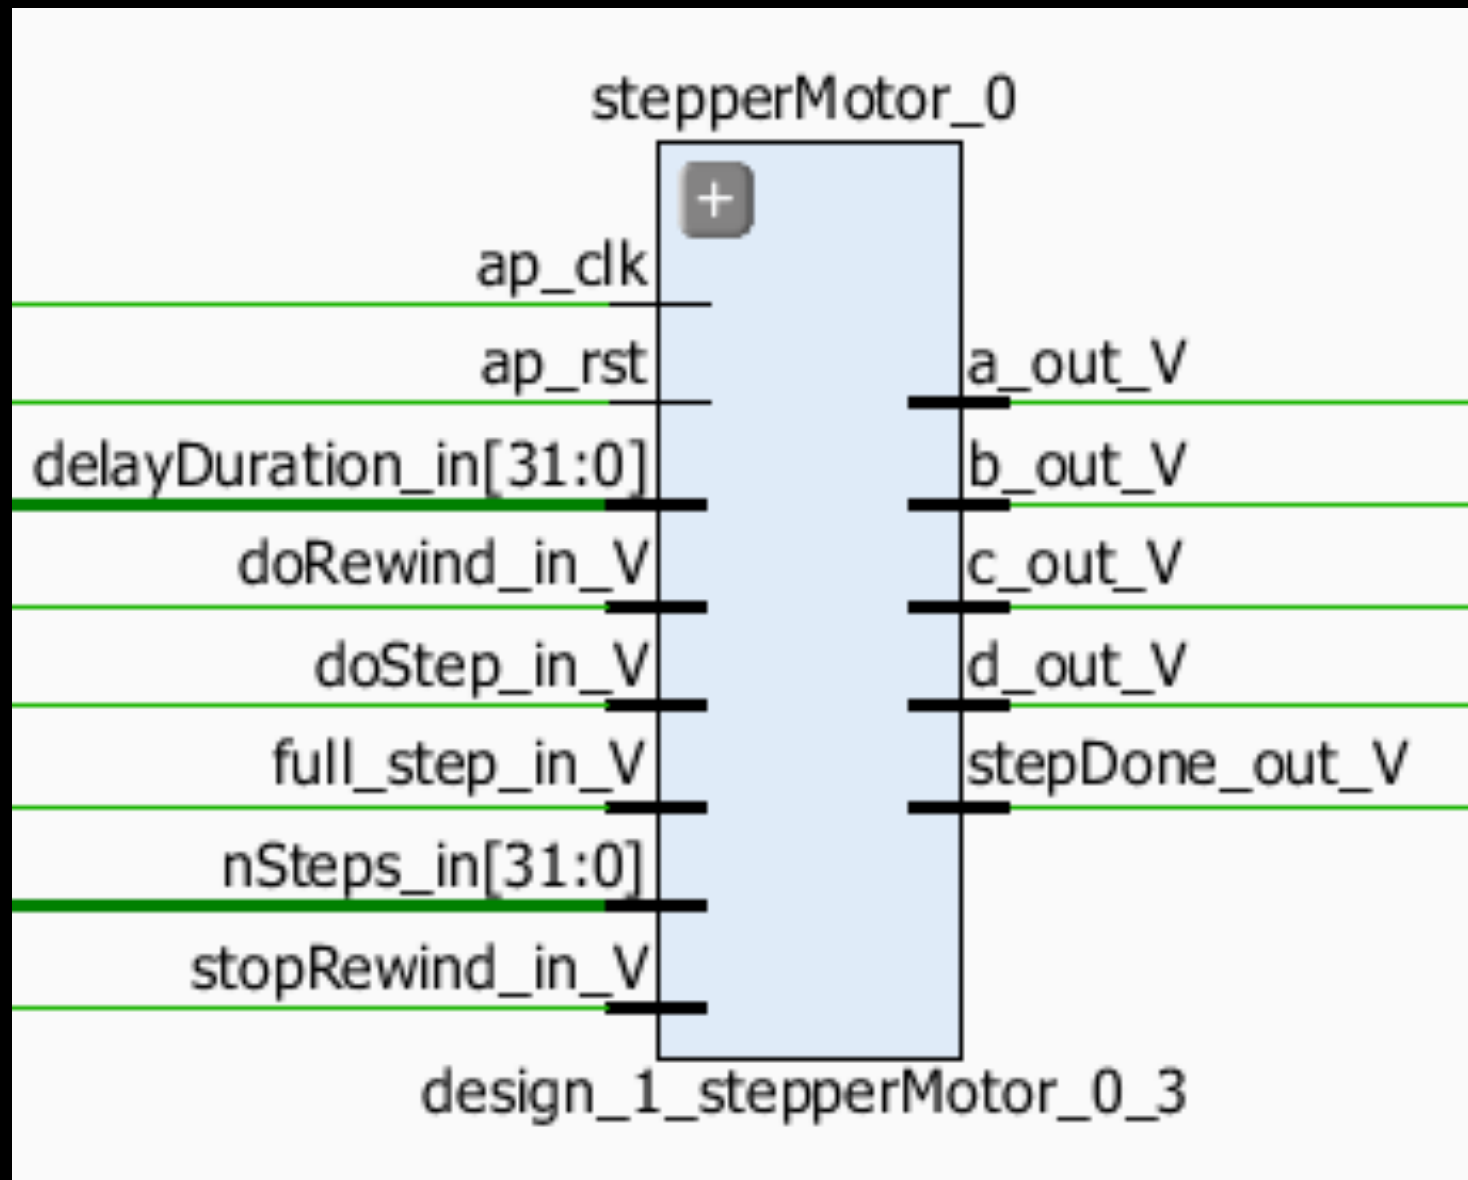 stepperMotor_0
+
ap_clk
ap_rst
delayDuration_in[31:0]
doRewind_in_V
doStep_in_V
full_step_in_V
nSteps_in[31:0]
stopRewind_in_V
a_out_V
b_out_V
c_out_V
d_out_V
stepDone_out_V
design_1_stepperMotor_0_3